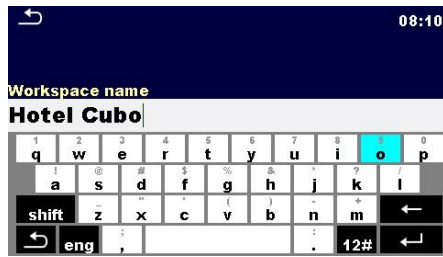 08:10
Workspace name
Hotel Cubo
1 2 3 4 5 6 7 8 9 0
q w e r t y u i o p
! @ # $ % & * ? /
a s d f g h j k l
shift _ " ' ( ) - +
z x c v b n m
eng ; , : . 12#